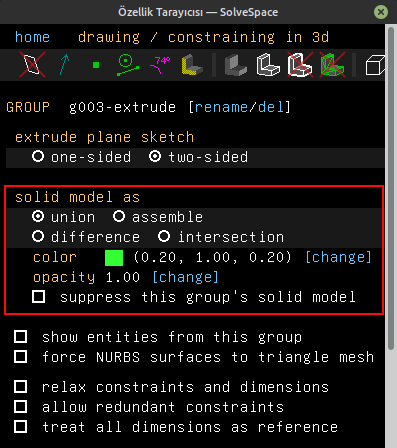 Özellik Tarayıcısı — SolveSpace
home drawing / constraining in 3d
74°
GROUP g003-extrude [rename/del]
extrude plane sketch
one-sided two-sided
solid model as
union assemble
difference intersection
color (0.20, 1.00, 0.20) [change]
opacity 1.00 [change]
suppress this group's solid model
show entities from this group
force NURBS surfaces to triangle mesh
relax constraints and dimensions
allow redundant constraints
treat all dimensions as reference